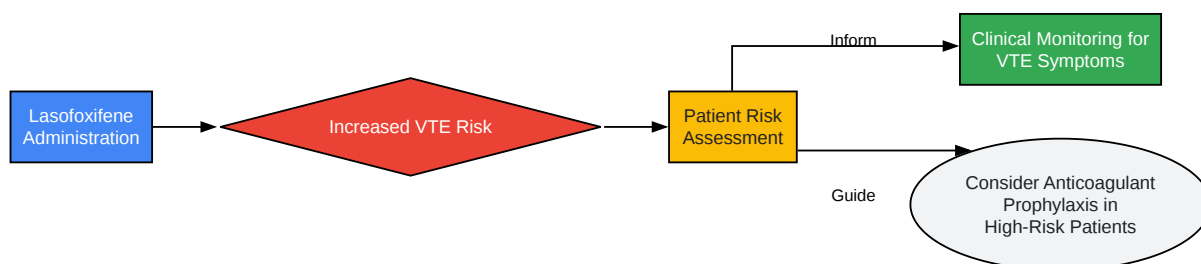 Lasofoxifene
Administration
Increased VTE Risk
Patient Risk
Assessment
Inform
Clinical Monitoring for
VTE Symptoms
Guide
Consider Anticoagulant
Prophylaxis in
High-Risk Patients